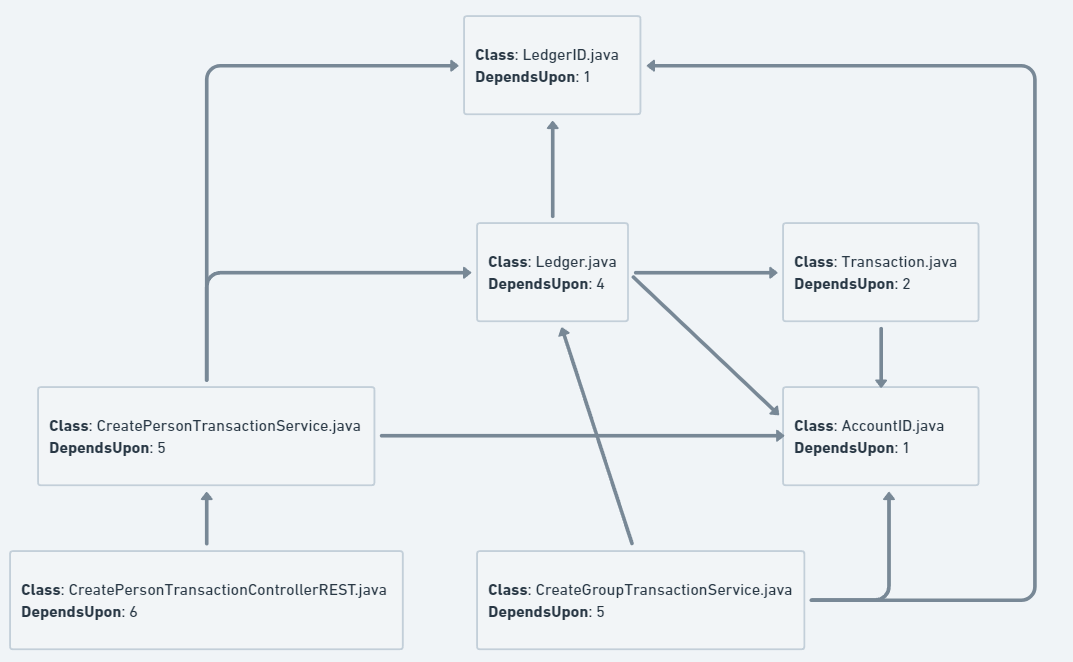 Class: LedgerID.java
DependsUpon: 1
Class: Ledger.java
DependsUpon: 4
Class: Transaction.java
DependsUpon: 2
Class: CreatePersonTransactionService.java
DependsUpon: 5
Class: AccountID.java
DependsUpon: 1
Class: CreatePersonTransactionControllerREST.java
DependsUpon: 6
Class: CreateGroupTransactionService.java
DependsUpon: 5